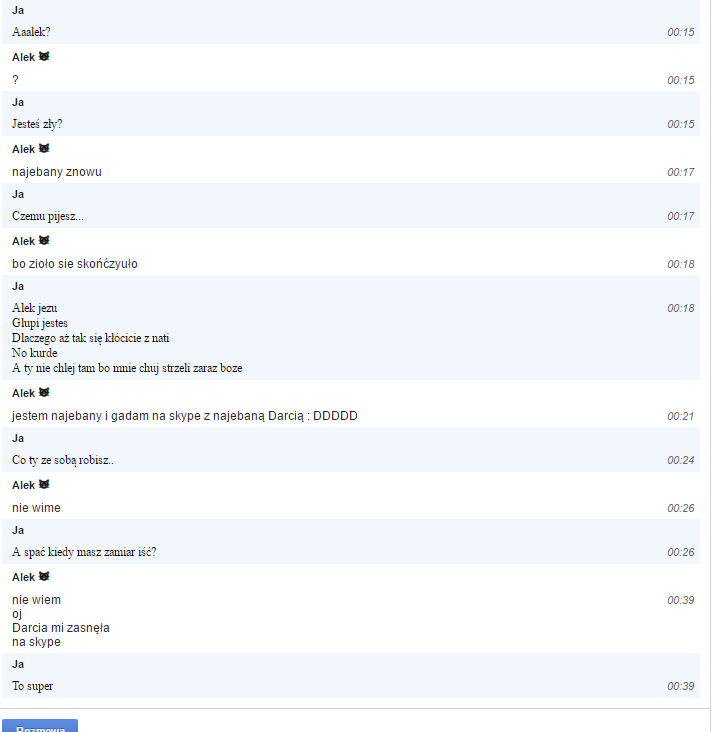 Ja
Aaalek?
00:15
Alek
?
00:15
Ja
Jesteś zły?
00:15
Alek
najebany znowu
00:17
Ja
Czemu pijesz...
00:17
Alek
bo zioło sie skońćzyuło
00:18
Ja
Alek jezu
00:18
Głupi jestes
Dlaczego aż tak się kłócicie z nati
No kurde
A ty nie chlej tam bo mnie chuj strzeli zaraz boze
Alek
jestem najebany i gadam na skype z najebaną Darcią : DDDDD
00:21
Ja
Co ty ze sobą robisz..
00:24
Alek
nie wime
00:26
Ja
A spać kiedy masz zamiar iść?
00:26
Alek
nie wiem
00:39
oj
Darcia mi zasnęła
na skype
Ja
To super
00:39
Rozmowa